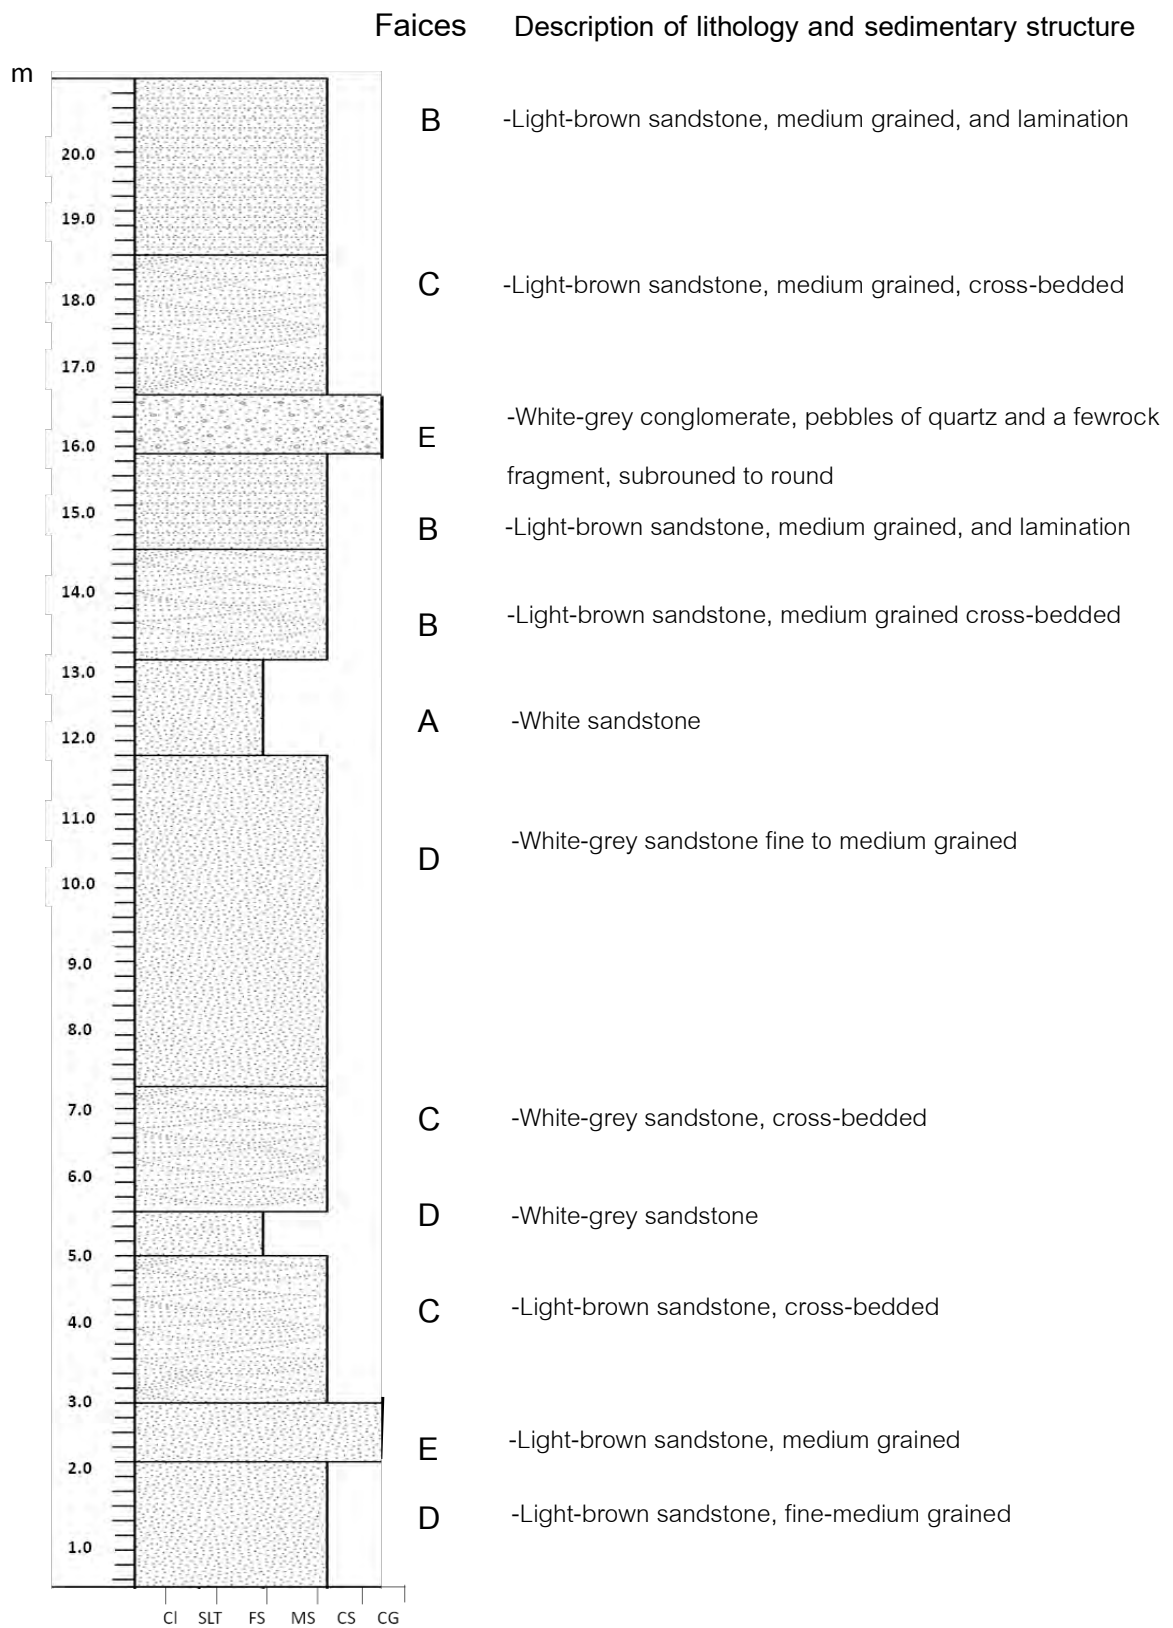 Faices Description of lithology and sedimentary structure
m
B -Light-brown sandstone, medium grained, and lamination
20.0
19.0
C -Light-brown sandstone, medium grained, cross-bedded
18.0
17.0
-White-grey conglomerate, pebbles of quartz and a fewrock
E
16.0
fragment, subrouned to round
15.0
B -Light-brown sandstone, medium grained, and lamination
14.0
B -Light-brown sandstone, medium grained cross-bedded
13.0
A -White sandstone
12.0
11.0
-White-grey sandstone fine to medium grained
D
10.0
9.0
8.0
7.0
C -White-grey sandstone, cross-bedded
6.0
D -White-grey sandstone
5.0
C -Light-brown sandstone, cross-bedded
4.0
3.0
E -Light-brown sandstone, medium grained
2.0
D -Light-brown sandstone, fine-medium grained
1.0
Cl SLT FS MS CS CG